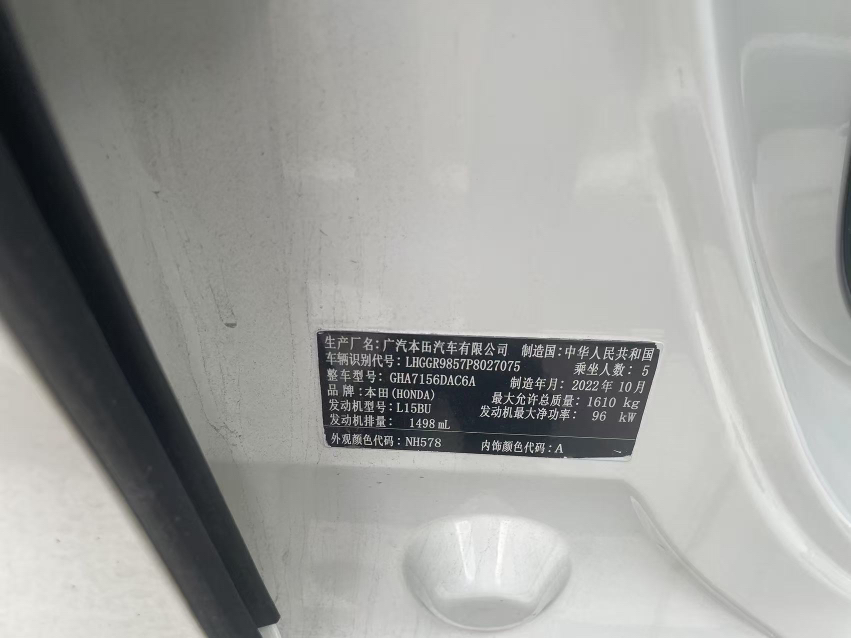 生产厂名:广汽本田汽车有限公司 制造国:中华人民共和国
车辆识别代号:LHGGR9857P8027075 乘坐人数:5
整车型号:GHA7156DAC6A 制造年月:2022年10月
品牌:本田(HONDA) 最大允许总质量:1610 kg
发动机型号:L15BU 发动机最大净功率:96 kW
发动机排量:1498 mL
外观颜色代码:NH578 内饰颜色代码:A